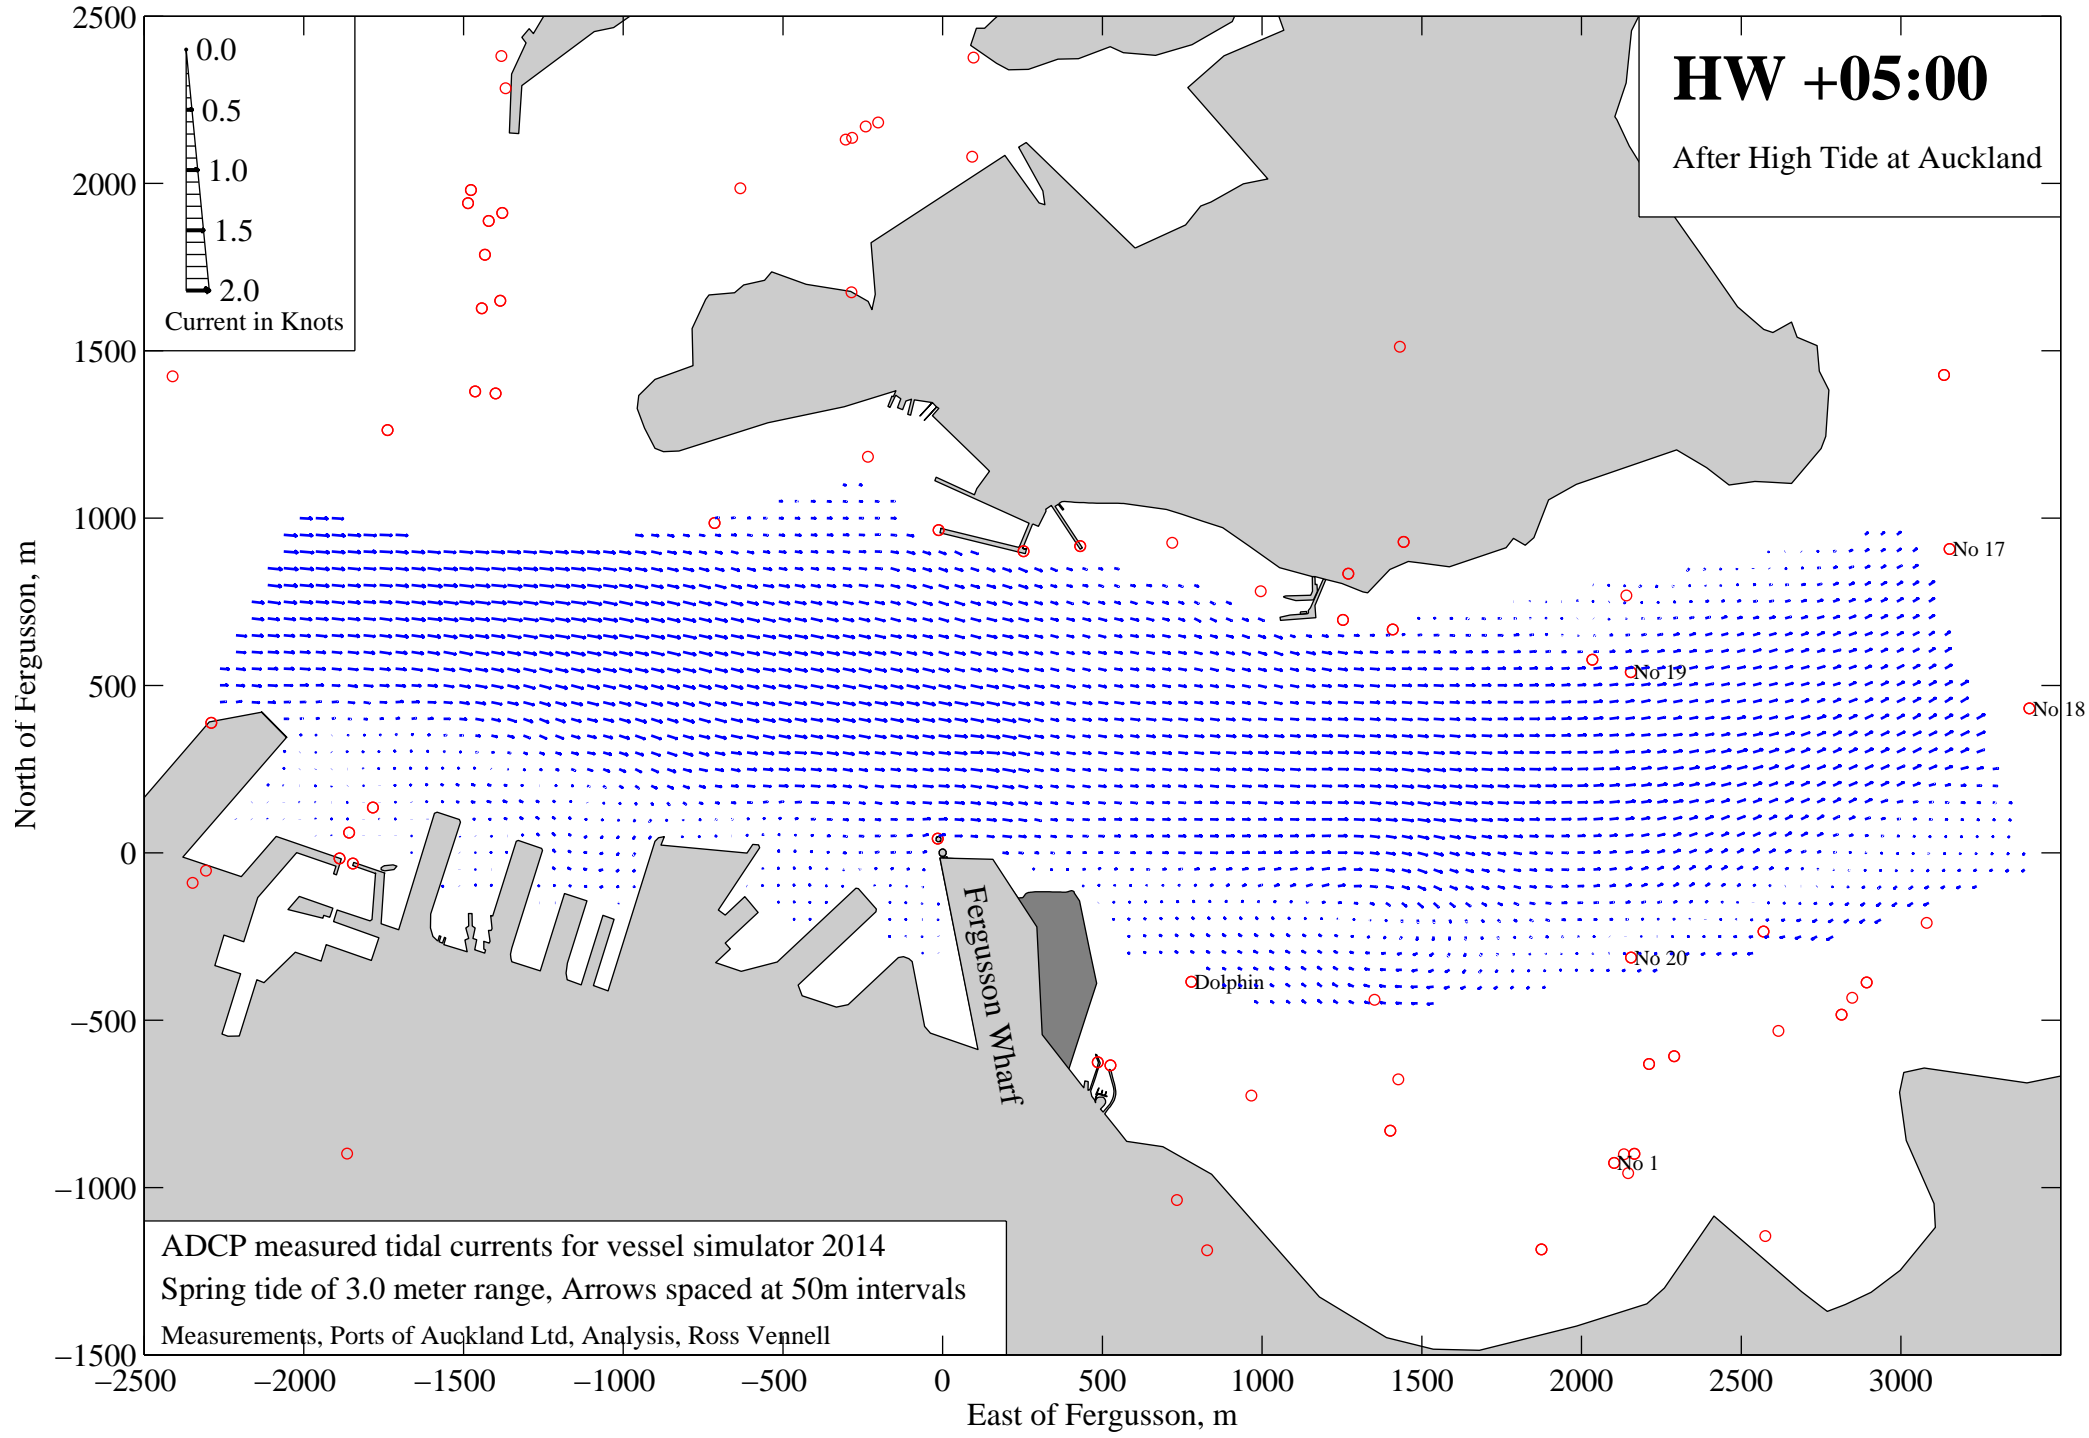 2500
2000
1500
1000
500
0
−500
−1000
−1500
−2500
−2000
−1500
−1000
−500
0
500
1000
1500
2000
2500
3000
East of Fergusson, m
North of Fergusson, m
0.0
0.5
1.0
1.5
2.0
Current in Knots
HW +05:00
After High Tide at Auckland
No 17
No 19
No 18
No 20
Dolphin
No 1
Fergusson Wharf
ADCP measured tidal currents for vessel simulator 2014
Spring tide of 3.0 meter range, Arrows spaced at 50m intervals
Measurements, Ports of Auckland Ltd, Analysis, Ross Vennell